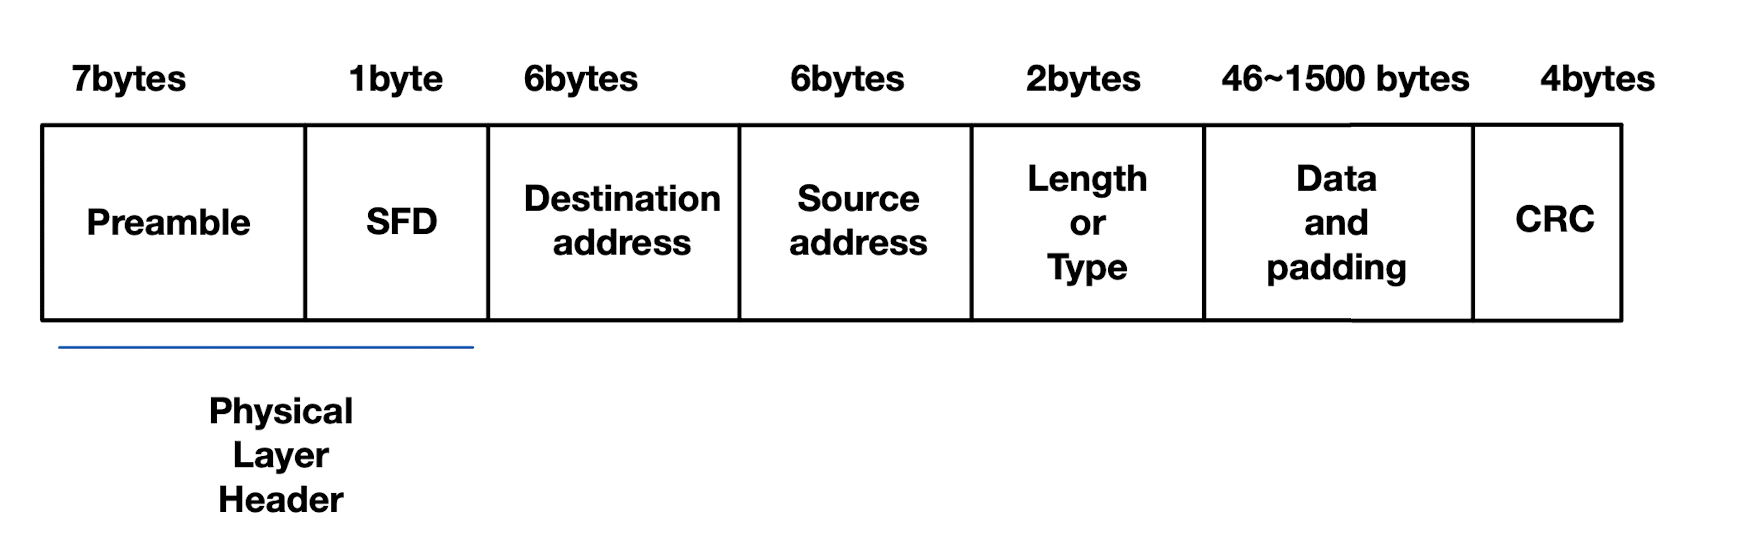 7bytes
1byte
6bytes
6bytes
2bytes
46~1500 bytes
4bytes
Preamble
SFD
Destination
address
Source
address
Length
or
Type
Data
and
padding
CRC
Physical
Layer
Header